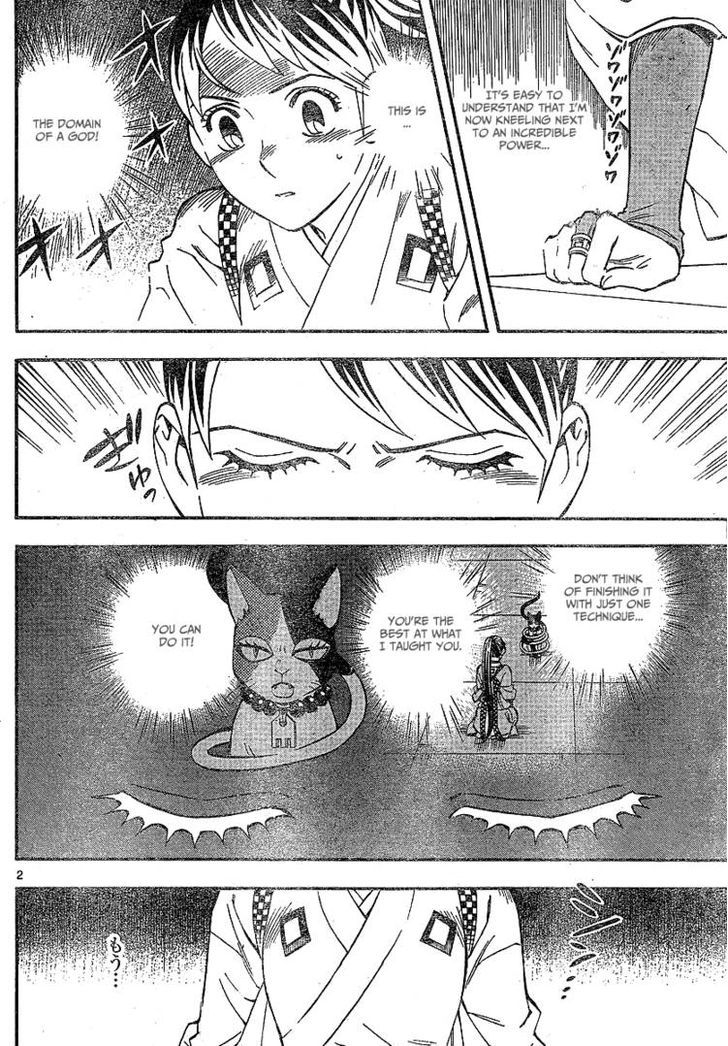 IT'S EASY TO
UNDERSTAND THAT I'M
NOW KNEELING NEXT
TO AN INCREDIBLE
POWER...
ゾワゾワゾワゾワ
THIS IS
...
THE DOMAIN
OF A GOD!
ぎゅっ
DON'T THINK
OF FINISHING IT
WITH JUST ONE
TECHNIQUE...
YOU'RE THE
BEST AT WHAT
I TAUGHT YOU.
YOU CAN
DO IT!
2